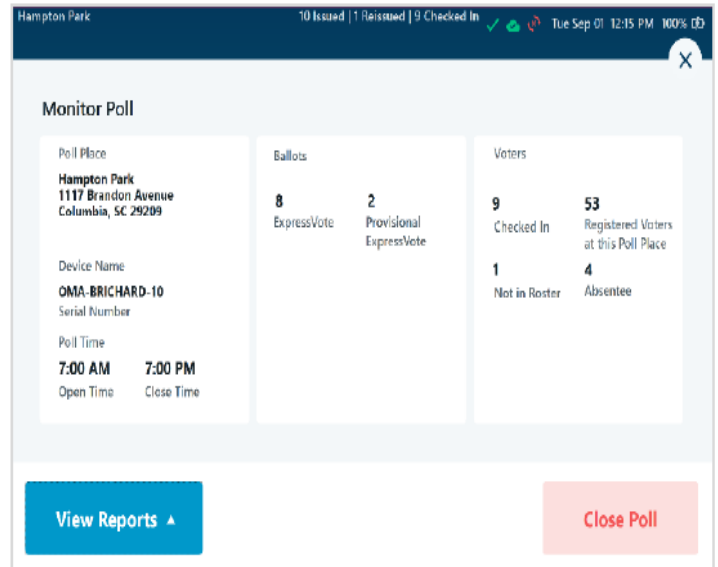 Hampton Park
10 Issued | 1 Reissued | 9 Checked In
Tue Sep 01 12:15 PM 100%
X
Monitor Poll
Poll Place
Hampton Park
1117 Brandon Avenue
Columbia, SC 29209
Device Name
OMA-BRICHARD-10
Serial Number
Poll Time
7:00 AM 7:00 PM
Open Time Close Time
Ballots
8 2
ExpressVote Provisional
ExpressVote
Voters
9 53
Checked In Registered Voters
at this Poll Place
1 4
Not in Roster Absentee
View Reports ▲
Close Poll